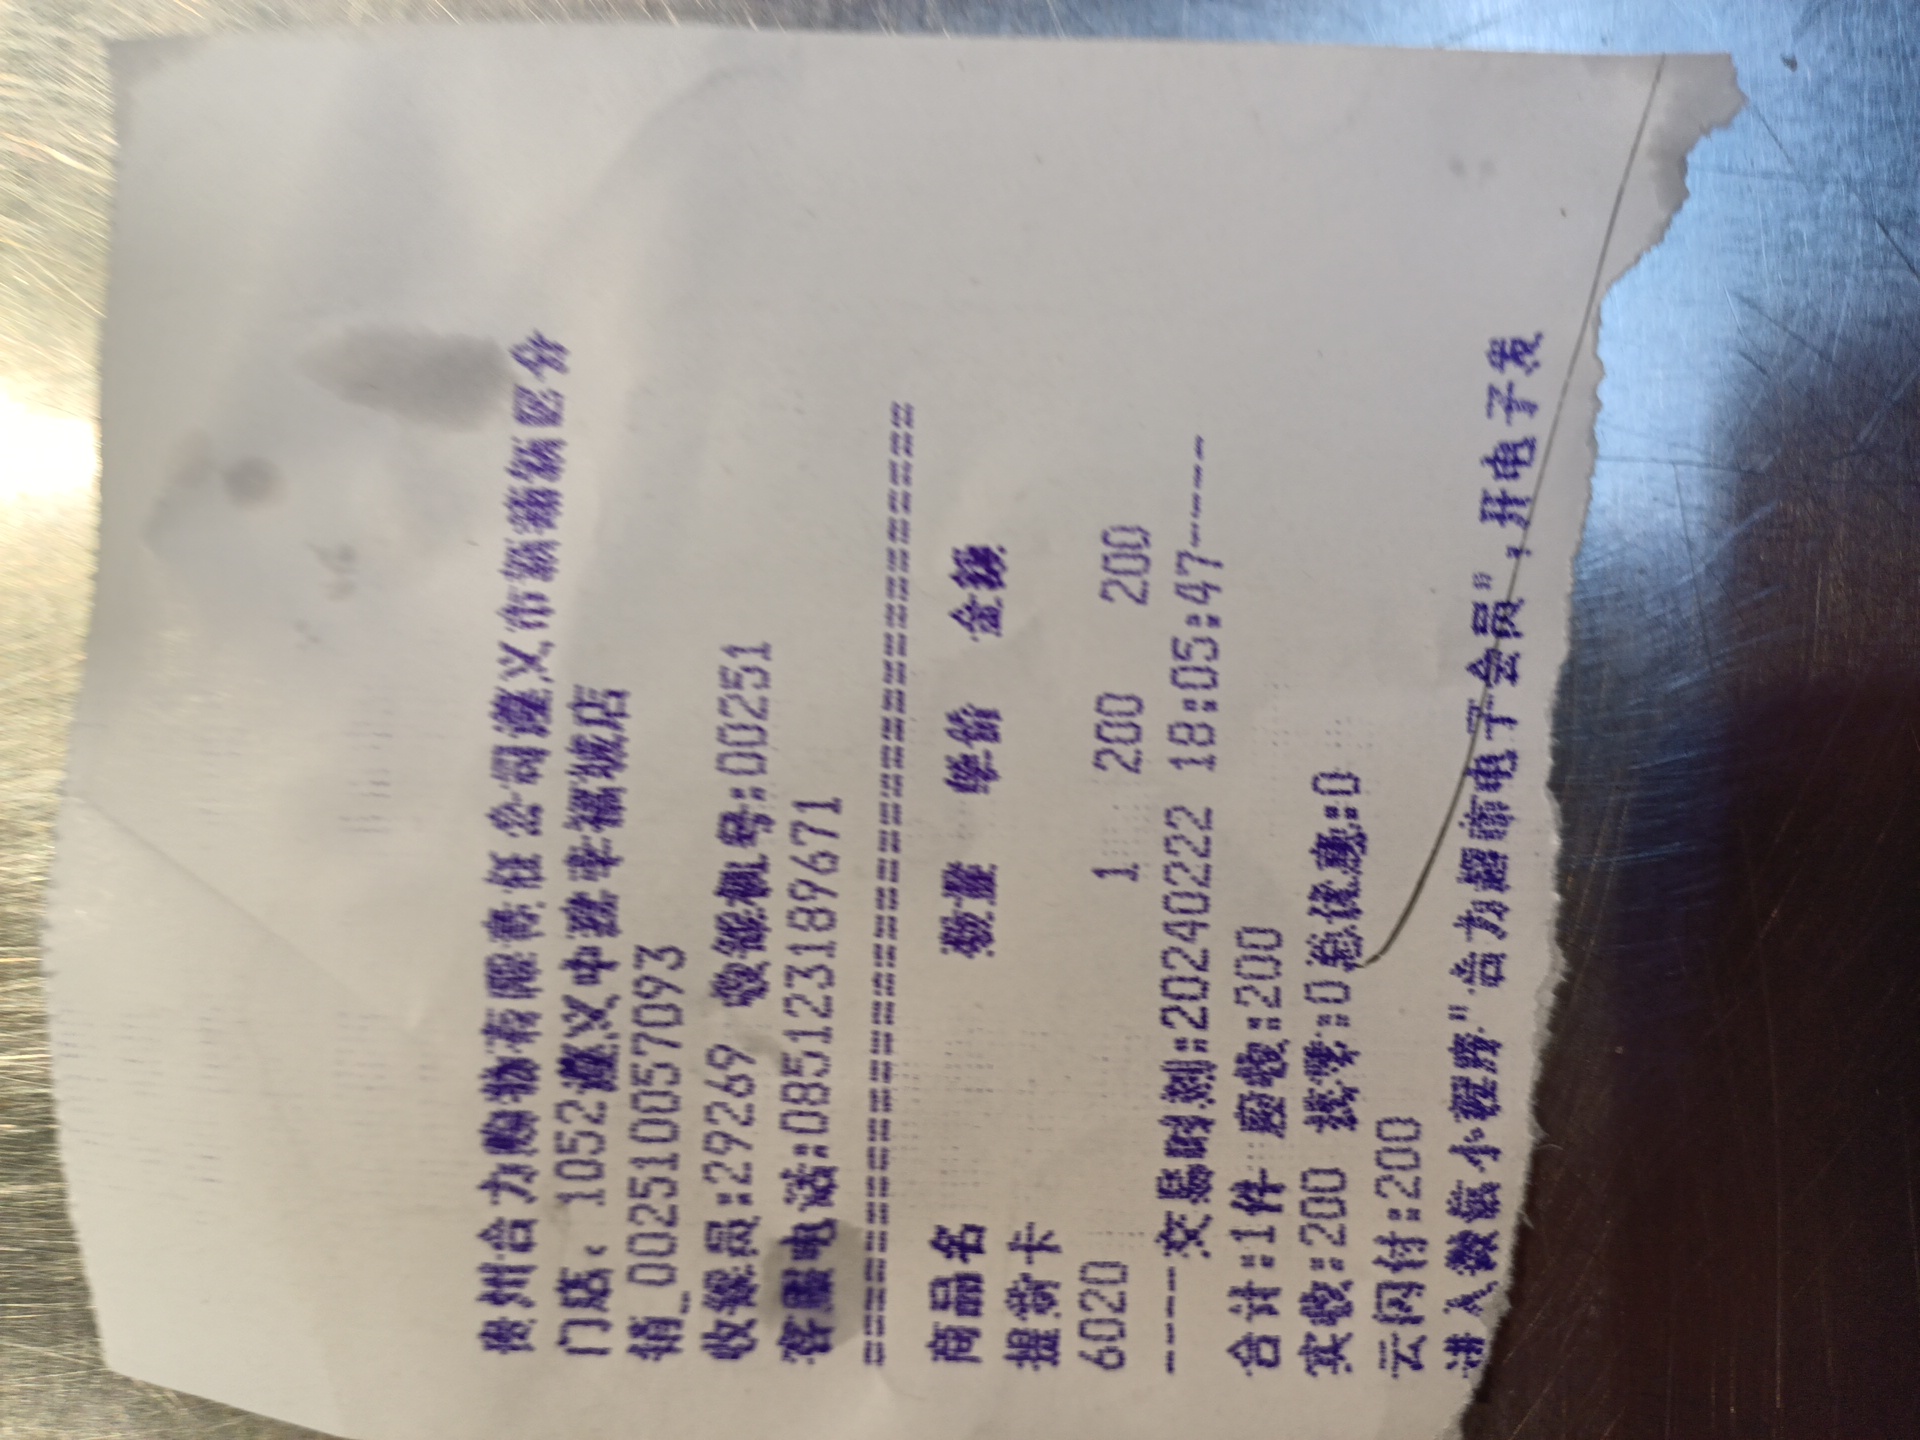 贵州合力购物有限责任公司遵义市新蒲新区分
门店: 1052遵义中建幸福城店
销_002510057093
收银员:29269 收银机号:00251
客服电话:085123189671
================================
商品名 数量 单价 金额
提货卡
6020 1 200 200
----交易时刻:20240222 18:05:47-----
合计:1件 应收:200
实收:200 找零:0 总优惠:0
云闪付:200
进入微信小程序"合力超市电子会员",开电子发